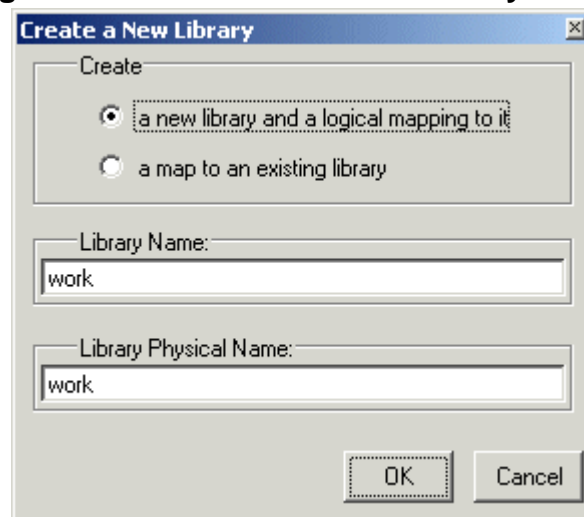 Create a New Library
Create
a new library and a logical mapping to it
a map to an existing library
Library Name:
work
Library Physical Name:
work
OK Cancel